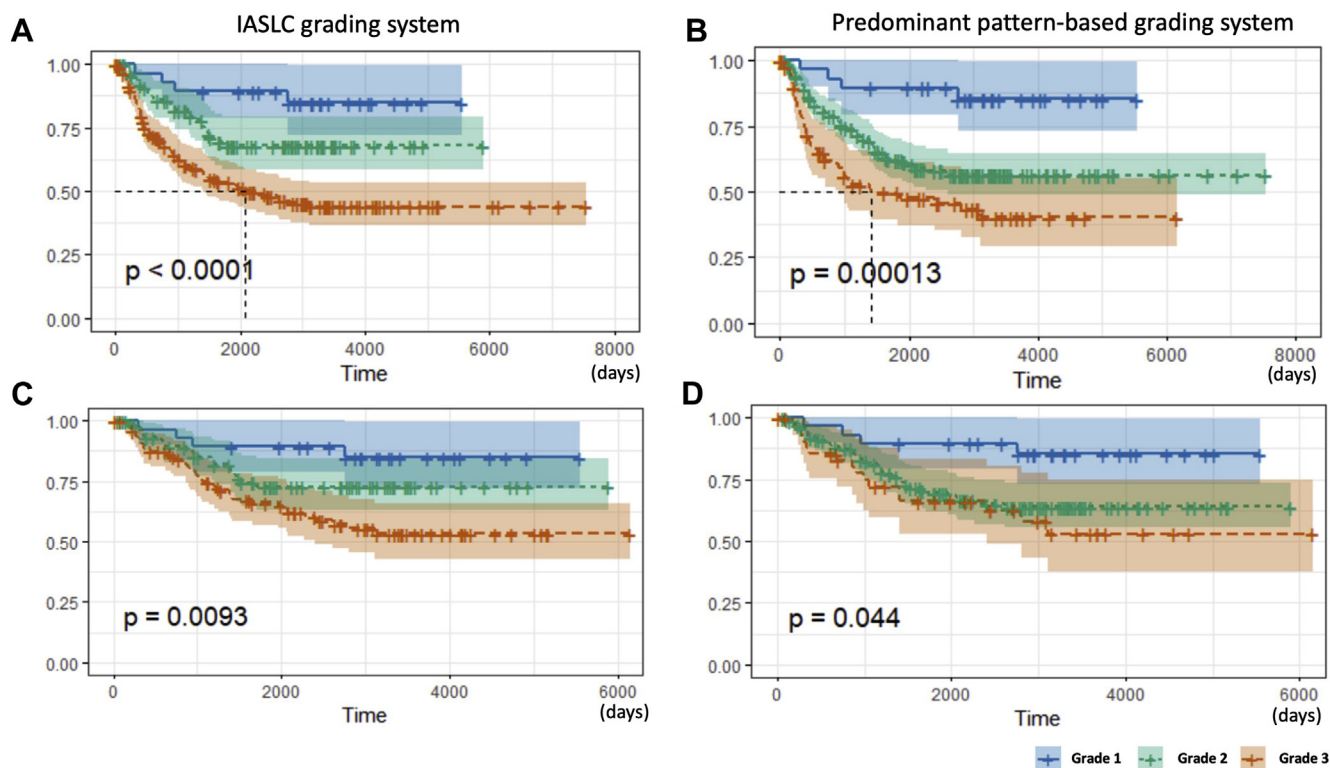 IASLC grading system
Predominant pattern-based grading system
A
1.00
0.75
0.50
0.25
0.00
p < 0.0001
0 2000 4000 6000 8000
Time
(days)
B
1.00
0.75
0.50
0.25
0.00
p = 0.00013
0 2000 4000 6000 8000
Time
(days)
C
1.00
0.75
0.50
0.25
0.00
p = 0.0093
0 2000 4000 6000
Time
(days)
D
1.00
0.75
0.50
0.25
0.00
p = 0.044
0 2000 4000 6000
Time
(days)
Grade 1 Grade 2 Grade 3